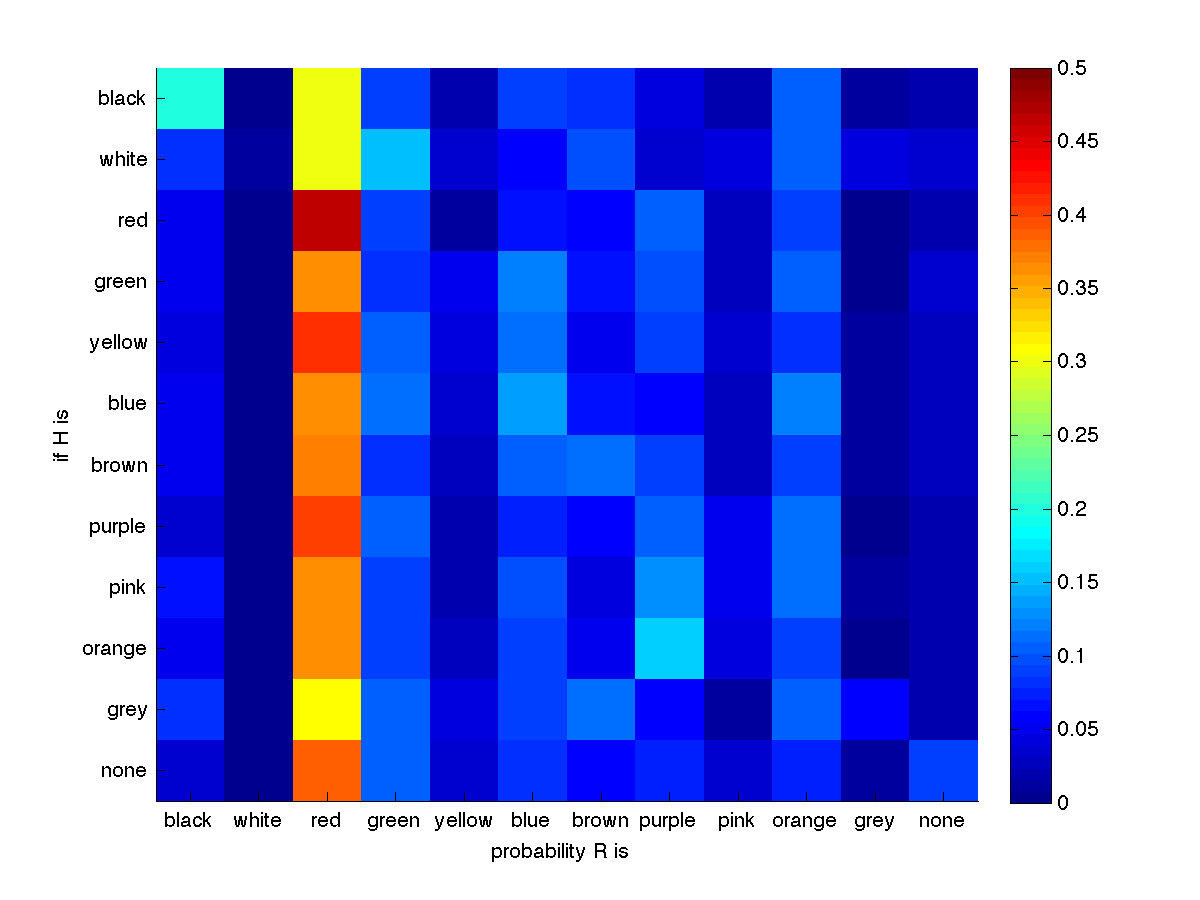 black
white
red
green
yellow
blue
brown
purple
pink
orange
grey
none
if H is
black white red green yellow blue brown purple pink orange grey none
probability R is
0.5
0.45
0.4
0.35
0.3
0.25
0.2
0.15
0.1
0.05
0